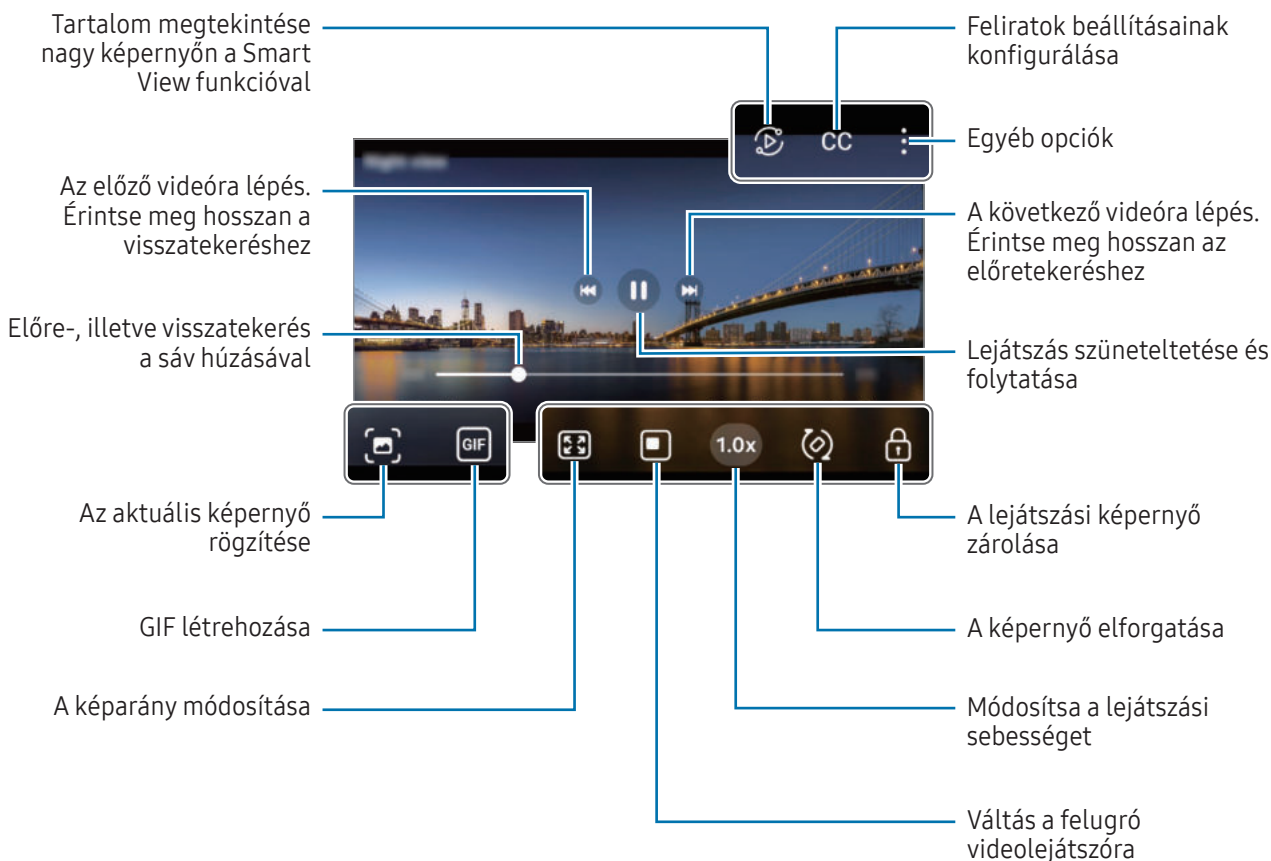 Tartalom megtekintése
nagy képernyőn a Smart
View funkcióval
Feliratok beállításainak
konfigurálása
CC
Egyéb opciók
Az előző videóra lépés.
Érintse meg hosszan a
visszatekeréshez
A következő videóra lépés.
Érintse meg hosszan az
előretekeréshez
Előre-, illetve visszatekerés
a sáv húzásával
Lejátszás szüneteltetése és
folytatása
GIF
1.0x
Az aktuális képernyő
rögzítése
A lejátszási képernyő
zárolása
GIF létrehozása
A képernyő elforgatása
A képarány módosítása
Módosítsa a lejátszási
sebességet
Váltás a felugró
videolejátszóra